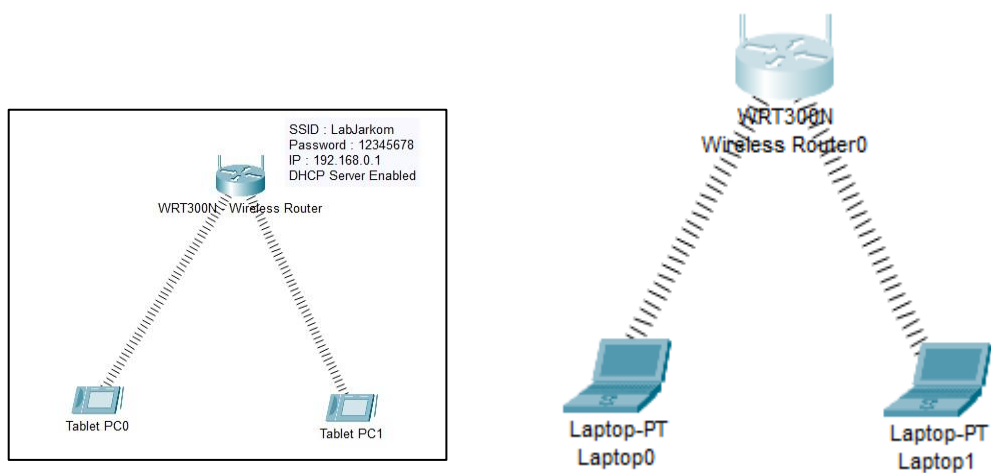 SSID : LabJarkom
Password : 12345678
IP : 192.168.0.1
DHCP Server Enabled
WRT300N - Wireless Router
Tablet PC0
Tablet PC1
WRT300N
Wireless Router0
Laptop-PT
Laptop0
Laptop-PT
Laptop1